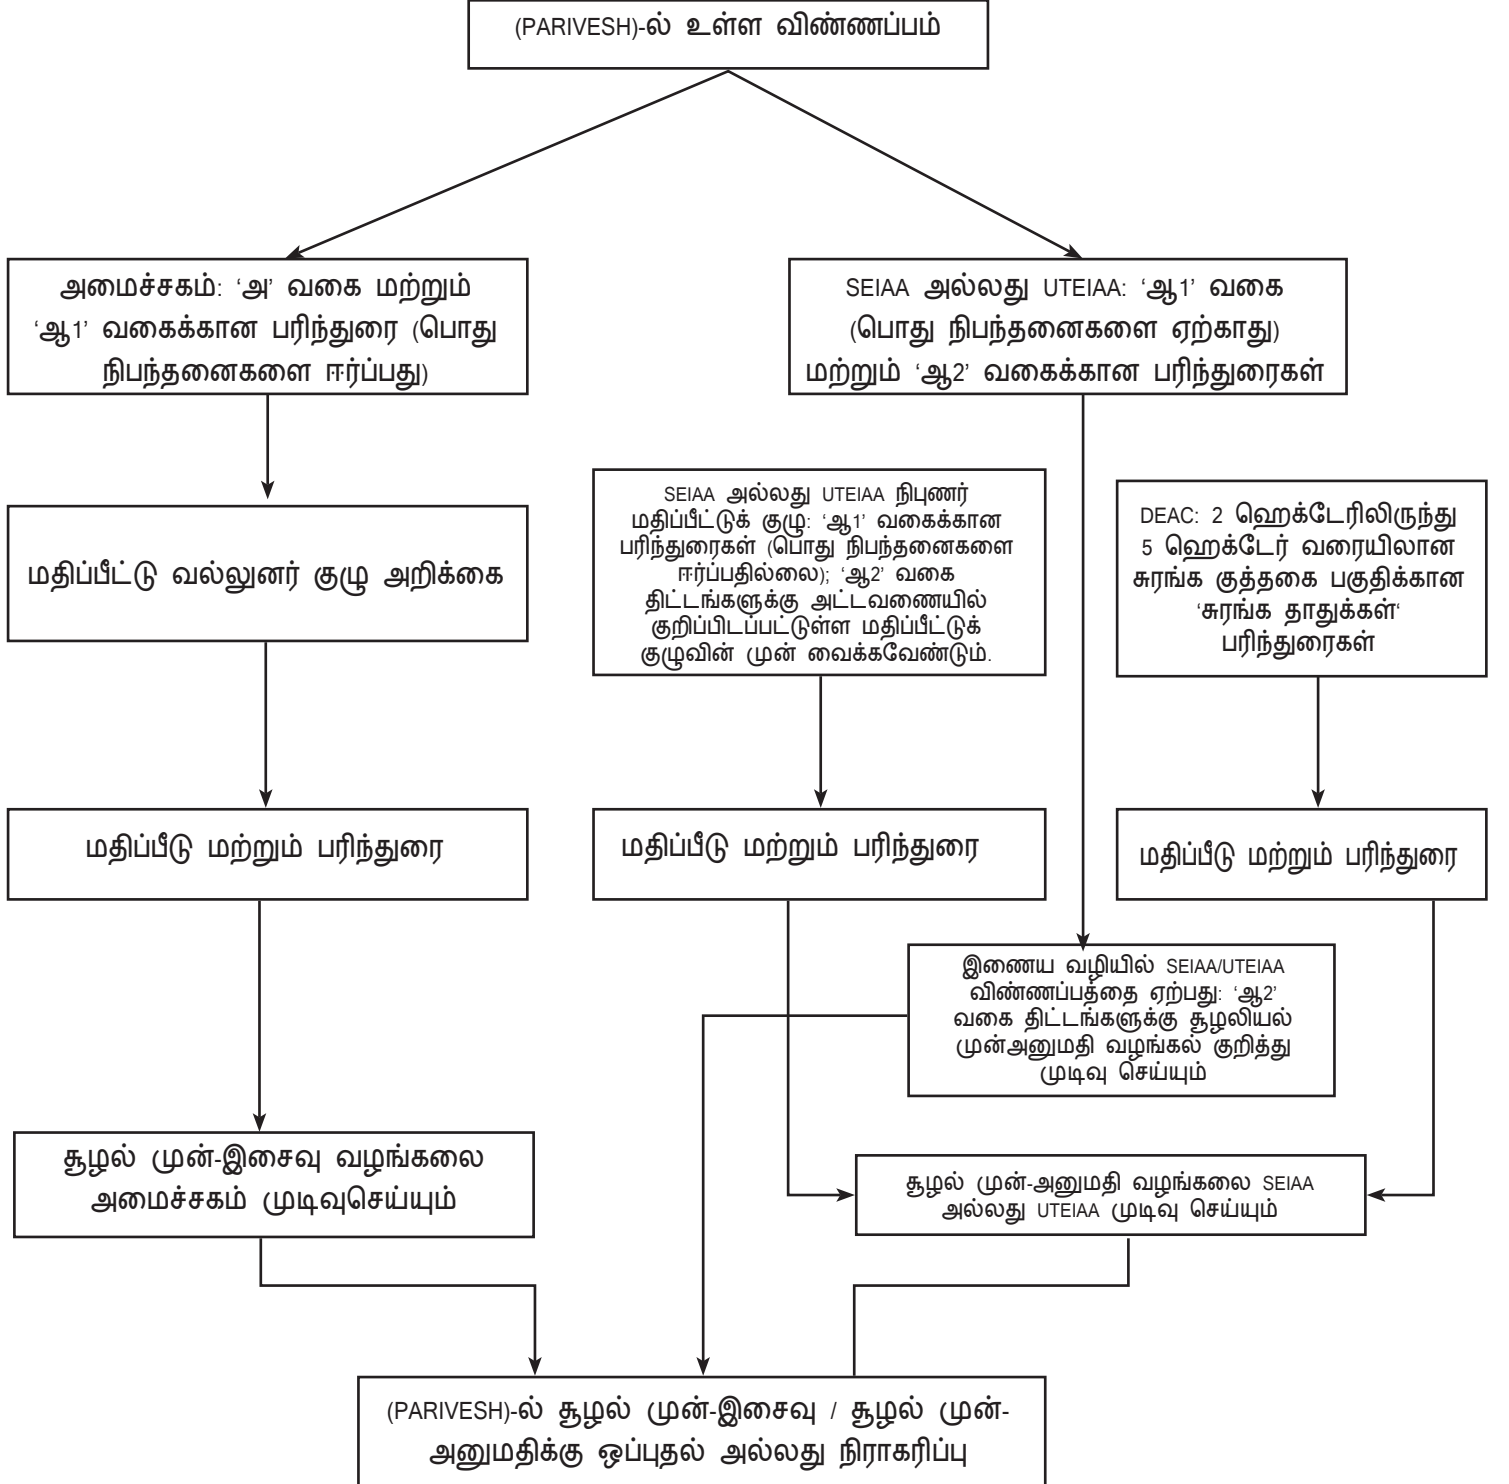 (PARIVESH)-ல் உள்ள விண்ணப்பம்
அமைச்சகம்: ‘அ’ வகை மற்றும்
‘ஆ1’ வகைக்கான பரிந்துரை (பொது
நிபந்தனைகளை ஈர்ப்பது)
SEIAA அல்லது UTEIAA: ‘ஆ1’ வகை
(பொது நிபந்தனைகளை ஏற்காது)
மற்றும் ‘ஆ2’ வகைக்கான பரிந்துரைகள்
மதிப்பீட்டு வல்லுனர் குழு அறிக்கை
SEIAA அல்லது UTEIAA நிபுணர்
மதிப்பீட்டுக் குழு: ‘ஆ1’ வகைக்கான
பரிந்துரைகள் (பொது நிபந்தனைகளை
ஈர்ப்பதில்லை); ‘ஆ2’ வகை
திட்டங்களுக்கு அட்டவணையில்
குறிப்பிடப்பட்டுள்ள மதிப்பீட்டுக்
குழுவின் முன் வைக்கவேண்டும்.
DEAC: 2 ஹெக்டேரிலிருந்து
5 ஹெக்டேர் வரையிலான
சுரங்க குத்தகை பகுதிக்கான
‘சுரங்க தாதுக்கள்‘
பரிந்துரைகள்
மதிப்பீடு மற்றும் பரிந்துரை
மதிப்பீடு மற்றும் பரிந்துரை
மதிப்பீடு மற்றும் பரிந்துரை
இணைய வழியில் SEIAA/UTEIAA
விண்ணப்பத்தை ஏற்பது: ‘ஆ2’
வகை திட்டங்களுக்கு சூழலியல்
முன்அனுமதி வழங்கல் குறித்து
முடிவு செய்யும்
சூழல் முன்-இசைவு வழங்கலை
அமைச்சகம் முடிவுசெய்யும்
சூழல் முன்-அனுமதி வழங்கலை SEIAA
அல்லது UTEIAA முடிவு செய்யும்
(PARIVESH)-ல் சூழல் முன்-இசைவு / சூழல் முன்-
அனுமதிக்கு ஒப்புதல் அல்லது நிராகரிப்பு